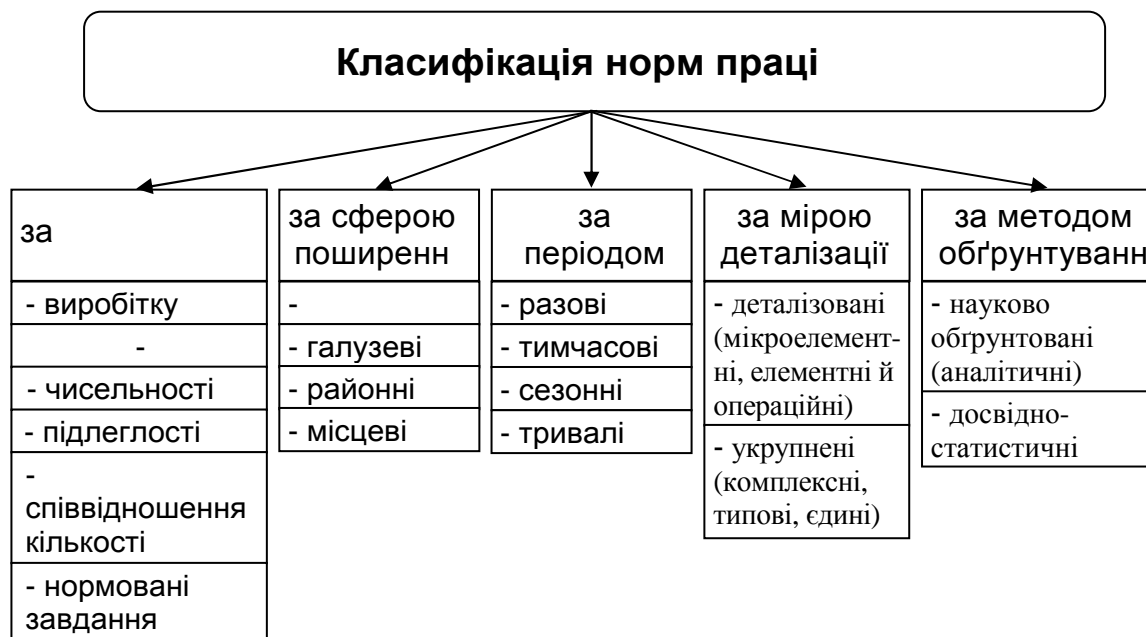 Класифікація норм праці
за
- виробітку
-
- чисельності
- підлеглості
-
співвідношення
кількості
- нормовані
завдання
за сферою
поширенн
-
- галузеві
- районні
- місцеві
за
періодом
- разові
- тимчасові
- сезонні
- тривалі
за мірою
деталізації
- деталізовані
(мікроелемент-
ні, елементні й
операційні)
- укрупнені
(комплексні,
типові, єдині)
за методом
обґрунтуванн
- науково
обґрунтовані
(аналітичні)
- досвідно-
статистичні